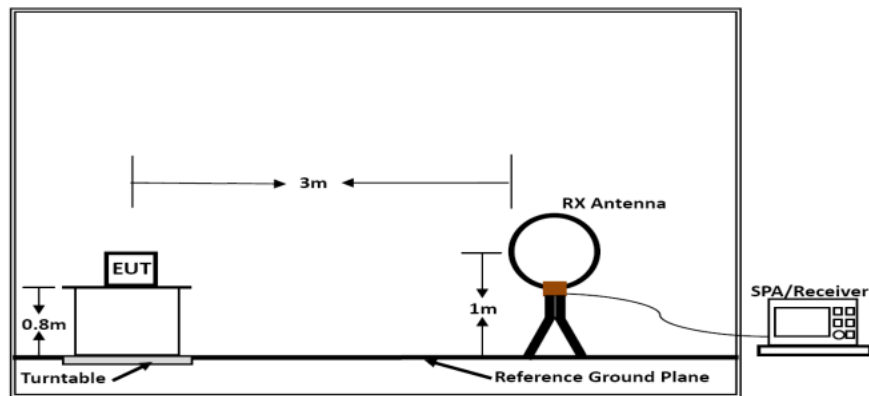 3m
RX Antenna
EUT
SPA/Receiver
0.8m
1m
Turntable
Reference Ground Plane